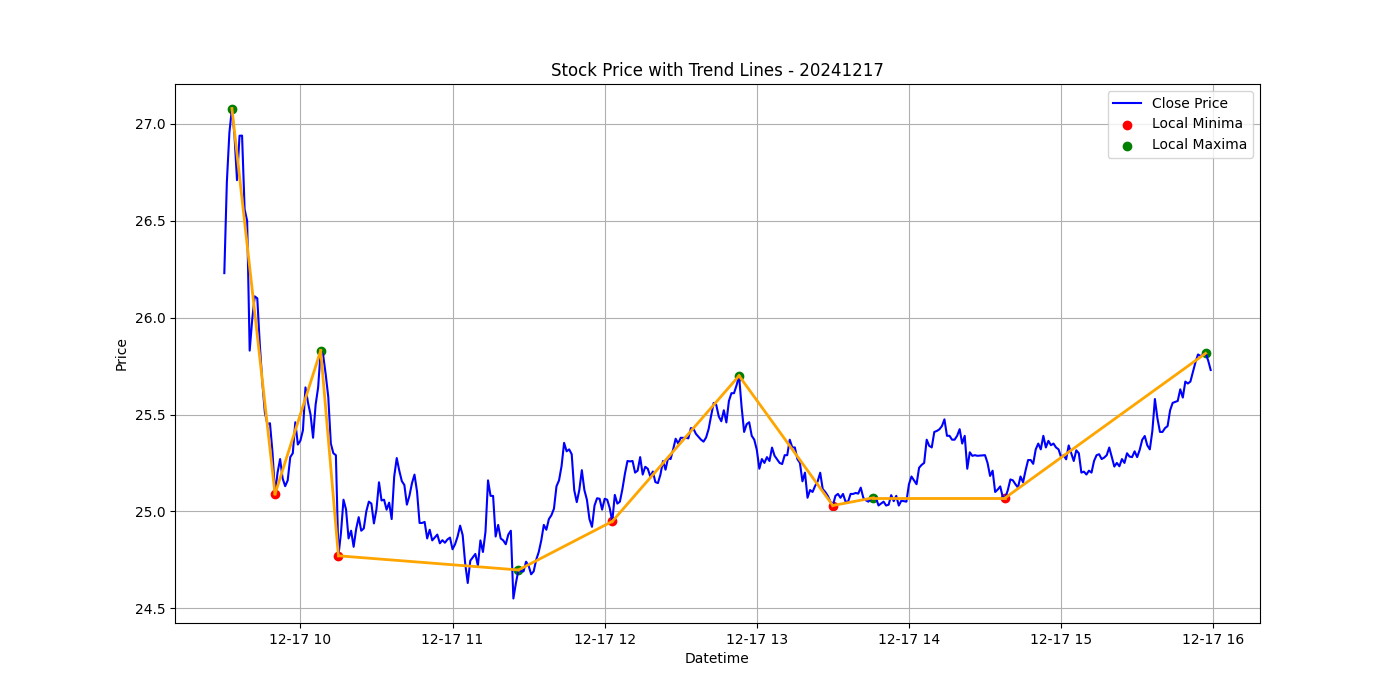 Stock Price with Trend Lines - 20241217
Close Price
Local Minima
Local Maxima
Price
27.0
26.5
26.0
25.5
25.0
24.5
12-17 10
12-17 11
12-17 12
12-17 13
12-17 14
12-17 15
12-17 16
Datetime